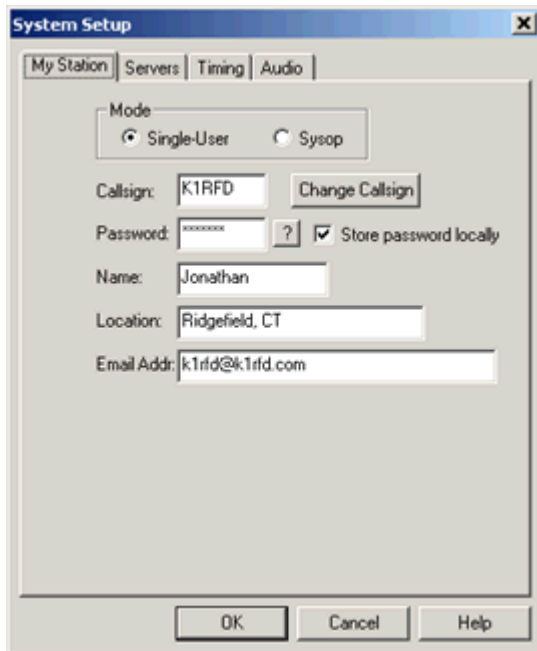 System Setup
My Station Servers Timing Audio
Mode
Single-User Sysop
Callsign: K1RFD Change Callsign
Password: ******* ? Store password locally
Name: Jonathan
Location: Ridgefield, CT
Email Addr: k1rfd@k1rfd.com
OK Cancel Help